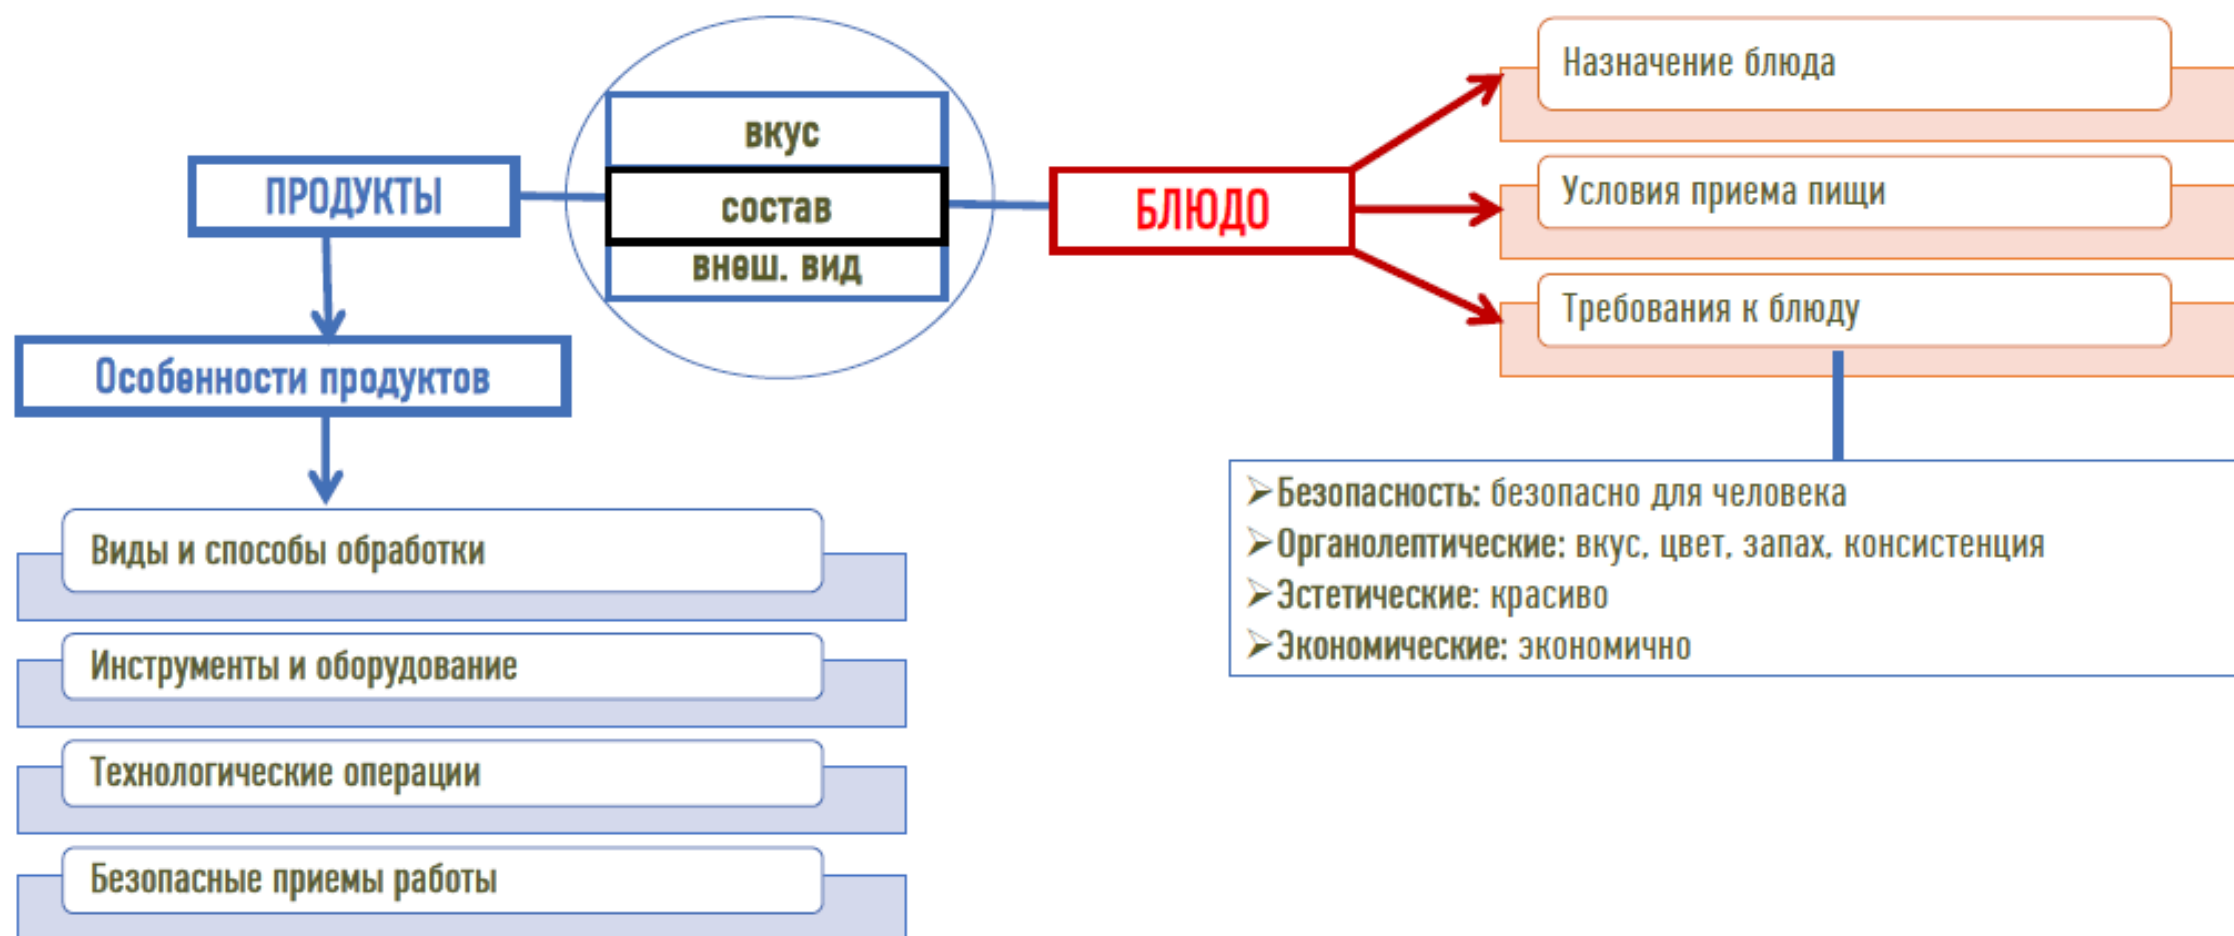 ПРОДУКТЫ
вкус
состав
внеш. вид
БЛЮДО
Назначение блюда
Условия приема пищи
Требования к блюду
Особенности продуктов
Виды и способы обработки
Инструменты и оборудование
Технологические операции
Безопасные приемы работы
➢Безопасность: безопасно для человека
➢Органолептические: вкус, цвет, запах, консистенция
➢Эстетические: красиво
➢Экономические: экономично